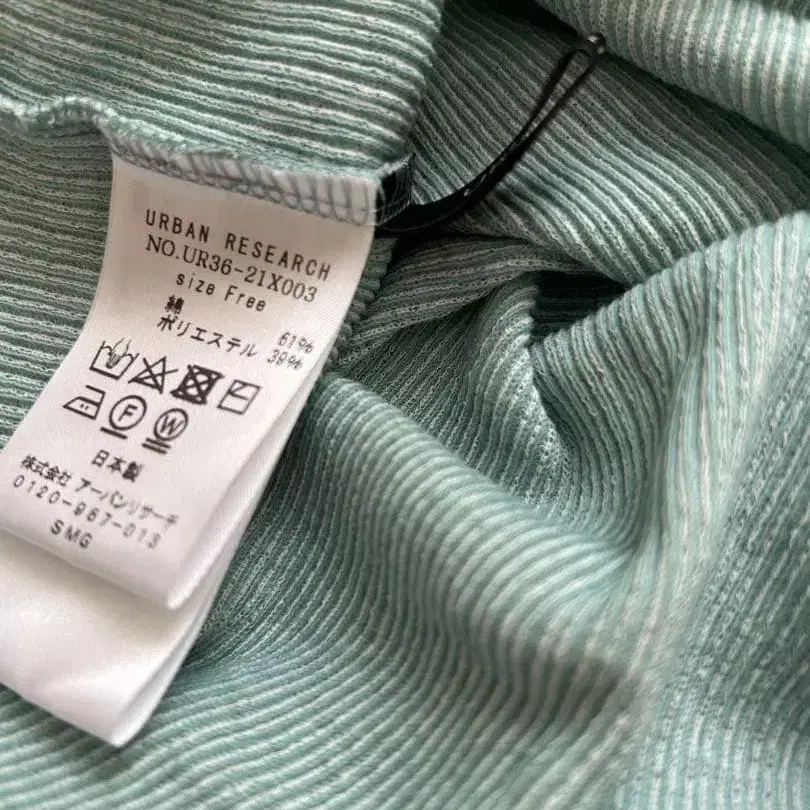 URBAN RESEARCH
NO.UR36-21X003
size Free
綿 61%
ポリエステル 39%
F W
日本製
株式会社 アーバンリサーチ
0120-967-013
SMG